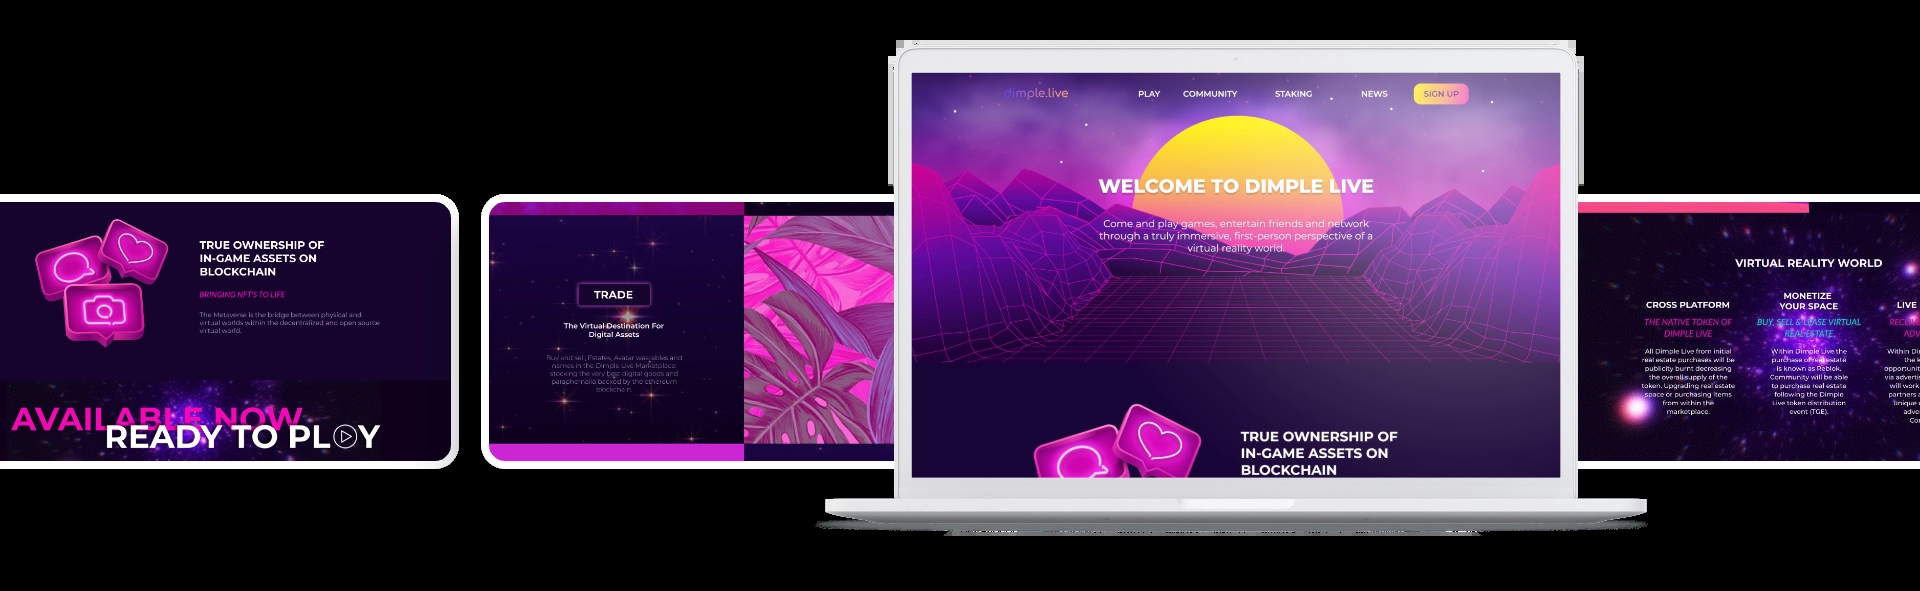 TRUE OWNERSHIP OF
IN-GAME ASSETS ON
BLOCKCHAIN
BRINGING NFT'S TO LIFE
The Metaverse is the bridge between physical and
virtual worlds within the decentralized and open source
virtual world.
AVAILABLE NOW
READY TO PLAY
TRADE
The Virtual Destination For
Digital Assets
Buy and sell, Estates, Avatar wearables and
names in the Dimple Live Marketplace:
stocking the very best digital goods and
paraphernalia backed by the ethereum
blockchain.
dimple.live
PLAY COMMUNITY STAKING NEWS SIGN UP
WELCOME TO DIMPLE LIVE
Come and play games, entertain friends and network
through a truly immersive, first-person perspective of a
virtual reality world.
TRUE OWNERSHIP OF
IN-GAME ASSETS ON
BLOCKCHAIN
VIRTUAL REALITY WORLD
CROSS PLATFORM
THE NATIVE TOKEN OF
DIMPLE LIVE
All Dimple Live from initial
real estate purchases will be
publicity burnt decreasing
the overall supply of the
token. Upgrading real estate
space or purchasing items
from within the
marketplace.
MONETIZE
YOUR SPACE
BUY, SELL & LEASE VIRTUAL
REAL ESTATE
Within Dimple Live the
purchase of real estate
is known as Reblok.
Community will be able
to purchase real estate
following the Dimple
Live token distribution
event (TGE).
LIVE